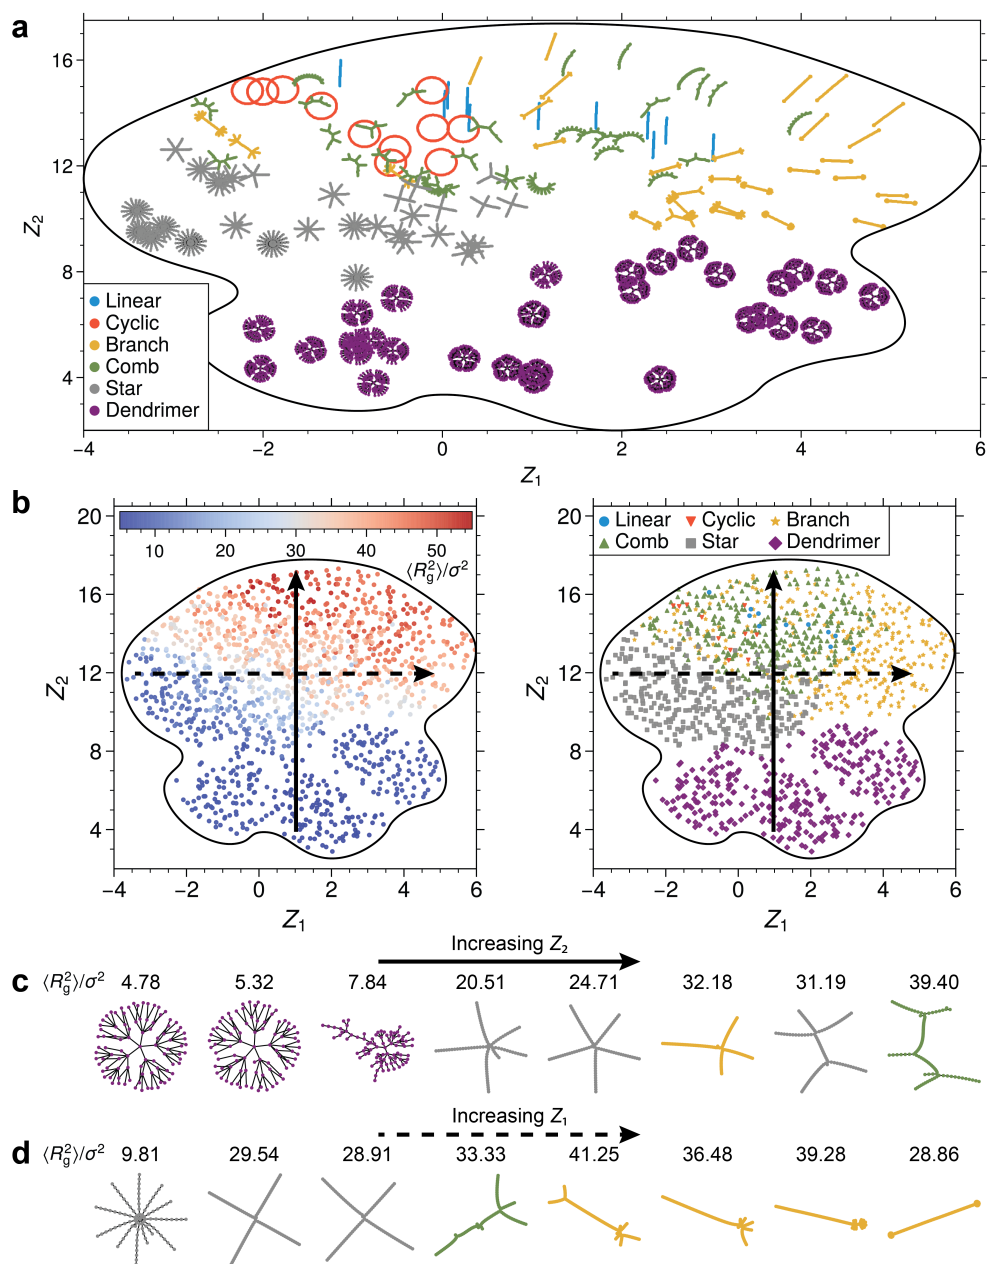 a
16
12
8
4
Z2
Linear
Cyclic
Branch
Comb
Star
Dendrimer
−4 −2 0 2 4 6
Z1
b
20
16
12
8
4
Z2
10 20 30 40 50
⟨Rg²⟩/σ²
−4 −2 0 2 4 6
Z1
20
16
12
8
4
Z2
Linear Cyclic Branch
Comb Star Dendrimer
−4 −2 0 2 4 6
Z1
Increasing Z2
c ⟨Rg²⟩/σ² 4.78 5.32 7.84 20.51 24.71 32.18 31.19 39.40
Increasing Z1
d ⟨Rg²⟩/σ² 9.81 29.54 28.91 33.33 41.25 36.48 39.28 28.86